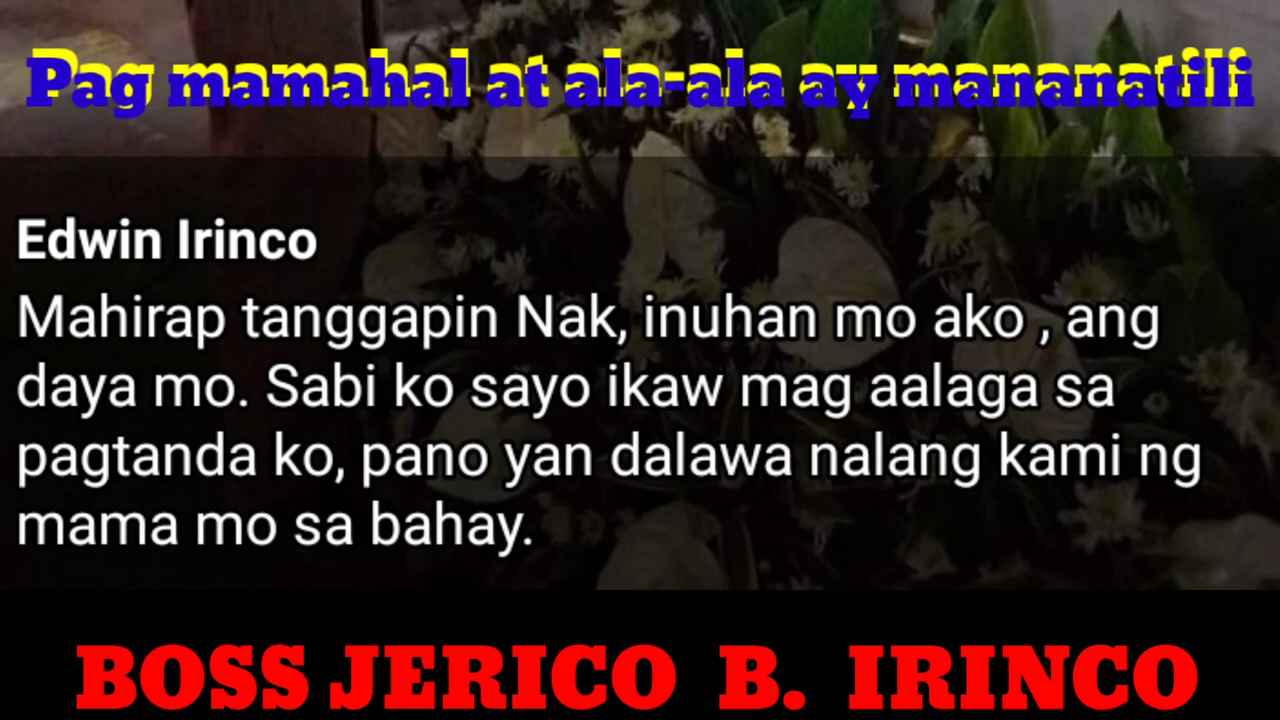 Pag mamahal at ala-ala ay mananatili
Edwin Irinco
Mahirap tanggapin Nak, inuhan mo ako , ang
daya mo. Sabi ko sayo ikaw mag aalaga sa
pagtanda ko, pano yan dalawa nalang kami ng
mama mo sa bahay.
BOSS JERICO B. IRINCO